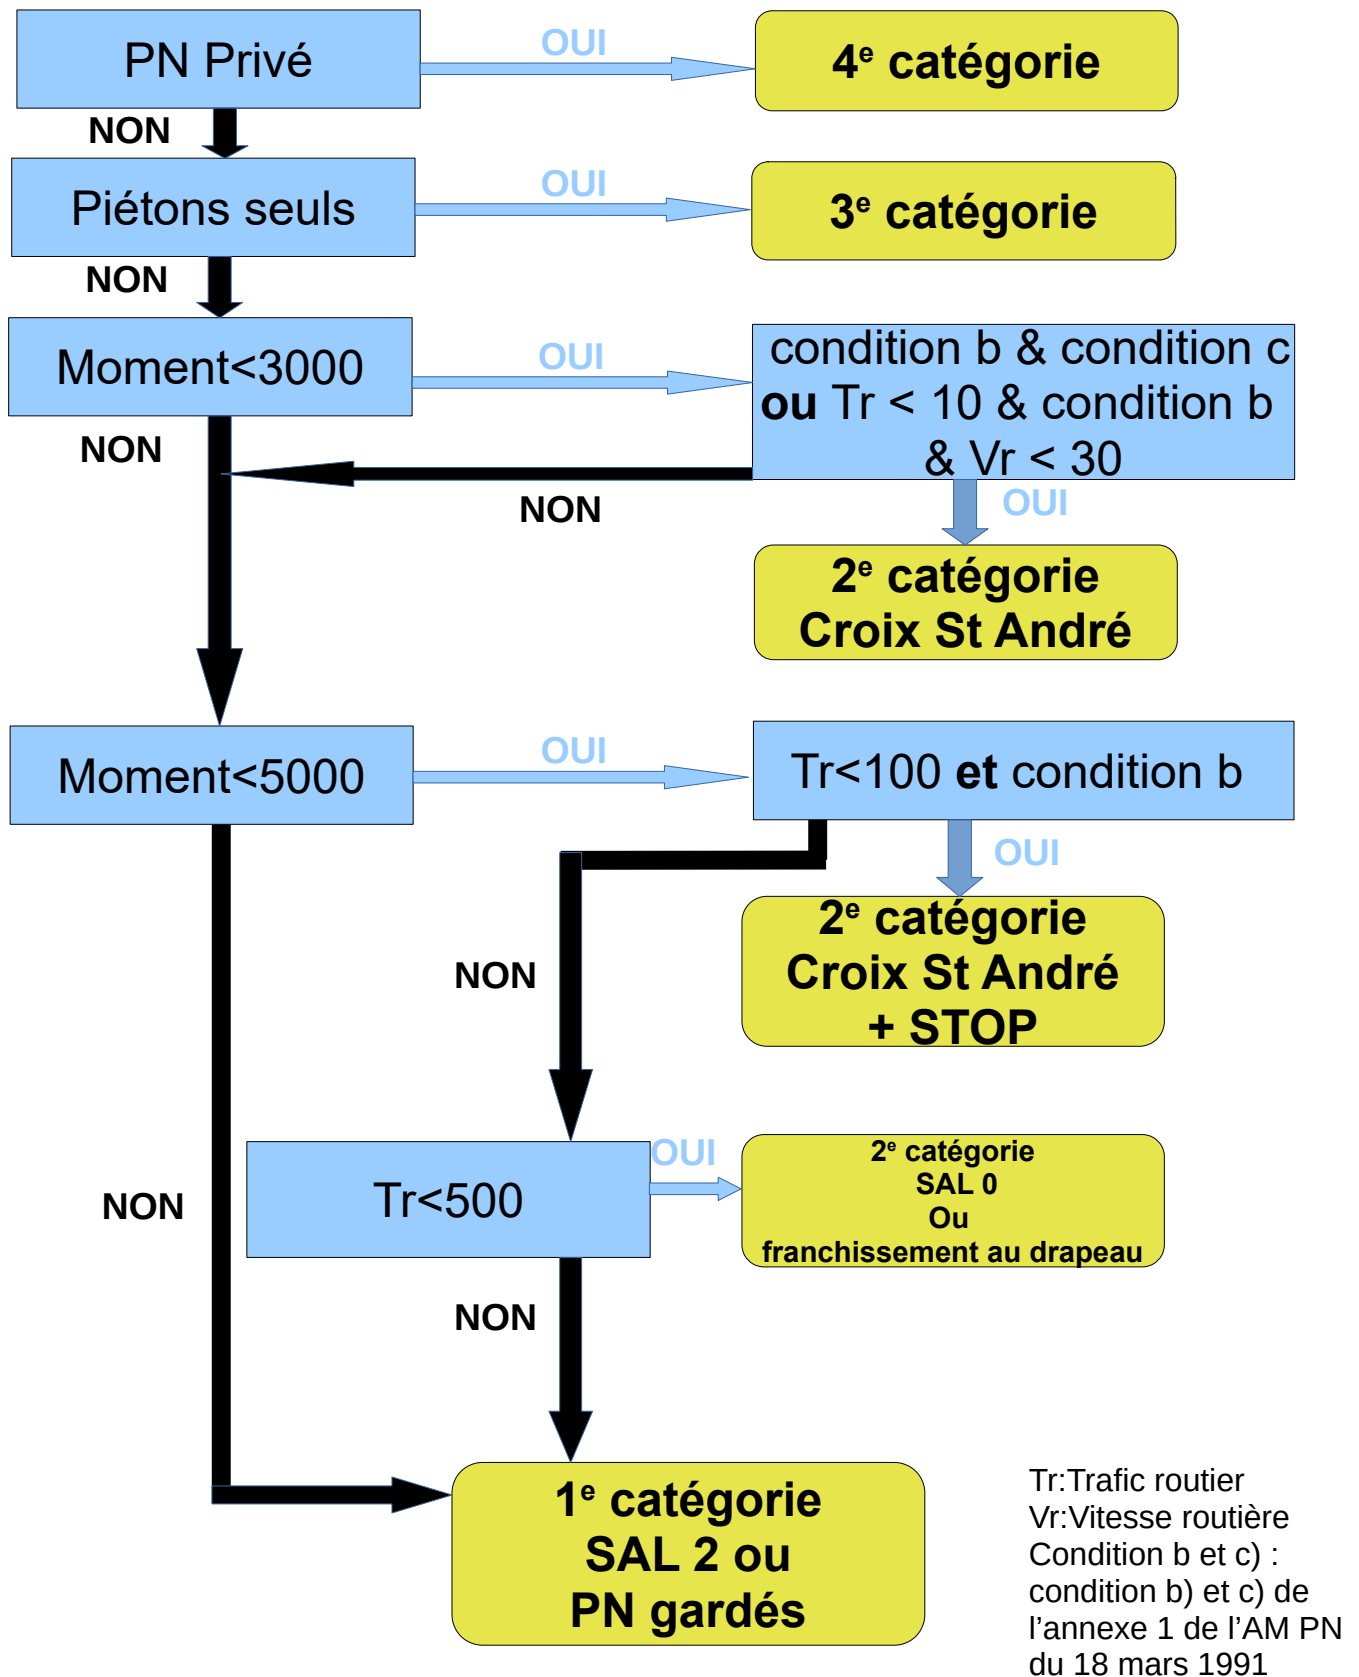 PN Privé
OUI
4e catégorie
NON
Piétons seuls
OUI
3e catégorie
NON
Moment<3000
OUI
condition b & condition c
ou Tr < 10 & condition b
& Vr < 30
NON
NON
OUI
2e catégorie
Croix St André
Moment<5000
OUI
Tr<100 et condition b
OUI
2e catégorie
Croix St André
+ STOP
NON
NON
Tr<500
OUI
2e catégorie
SAL 0
Ou
franchissement au drapeau
NON
1e catégorie
SAL 2 ou
PN gardés
Tr:Trafic routier
Vr:Vitesse routière
Condition b et c) :
condition b) et c) de
l’annexe 1 de l’AM PN
du 18 mars 1991